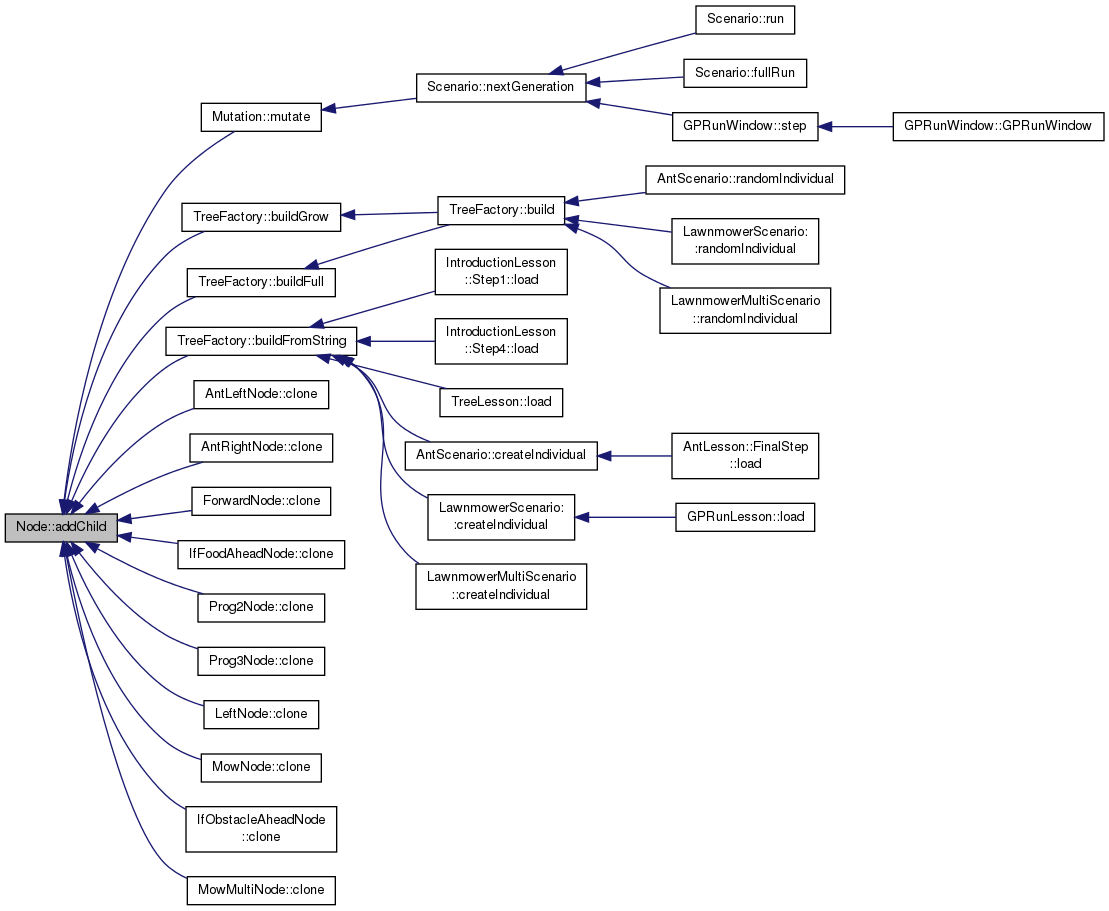 Scenario::run
Scenario::fullRun
Scenario::nextGeneration
Mutation::mutate
GPRunWindow::step
GPRunWindow::GPRunWindow
AntScenario::randomIndividual
TreeFactory::buildGrow
TreeFactory::build
LawnmowerScenario:
:randomIndividual
TreeFactory::buildFull
IntroductionLesson
::Step1::load
LawnmowerMultiScenario
::randomIndividual
TreeFactory::buildFromString
IntroductionLesson
::Step4::load
AntLeftNode::clone
TreeLesson::load
AntRightNode::clone
AntScenario::createIndividual
AntLesson::FinalStep
::load
ForwardNode::clone
LawnmowerScenario:
:createIndividual
GPRunLesson::load
Node::addChild
IfFoodAheadNode::clone
LawnmowerMultiScenario
::createIndividual
Prog2Node::clone
Prog3Node::clone
LeftNode::clone
MowNode::clone
IfObstacleAheadNode
::clone
MowMultiNode::clone